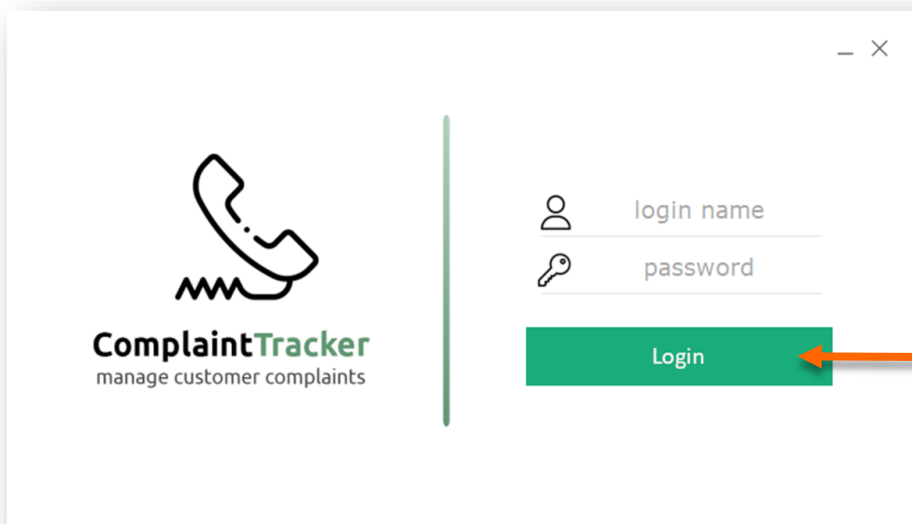 ComplaintTracker
manage customer complaints
login name
password
Login